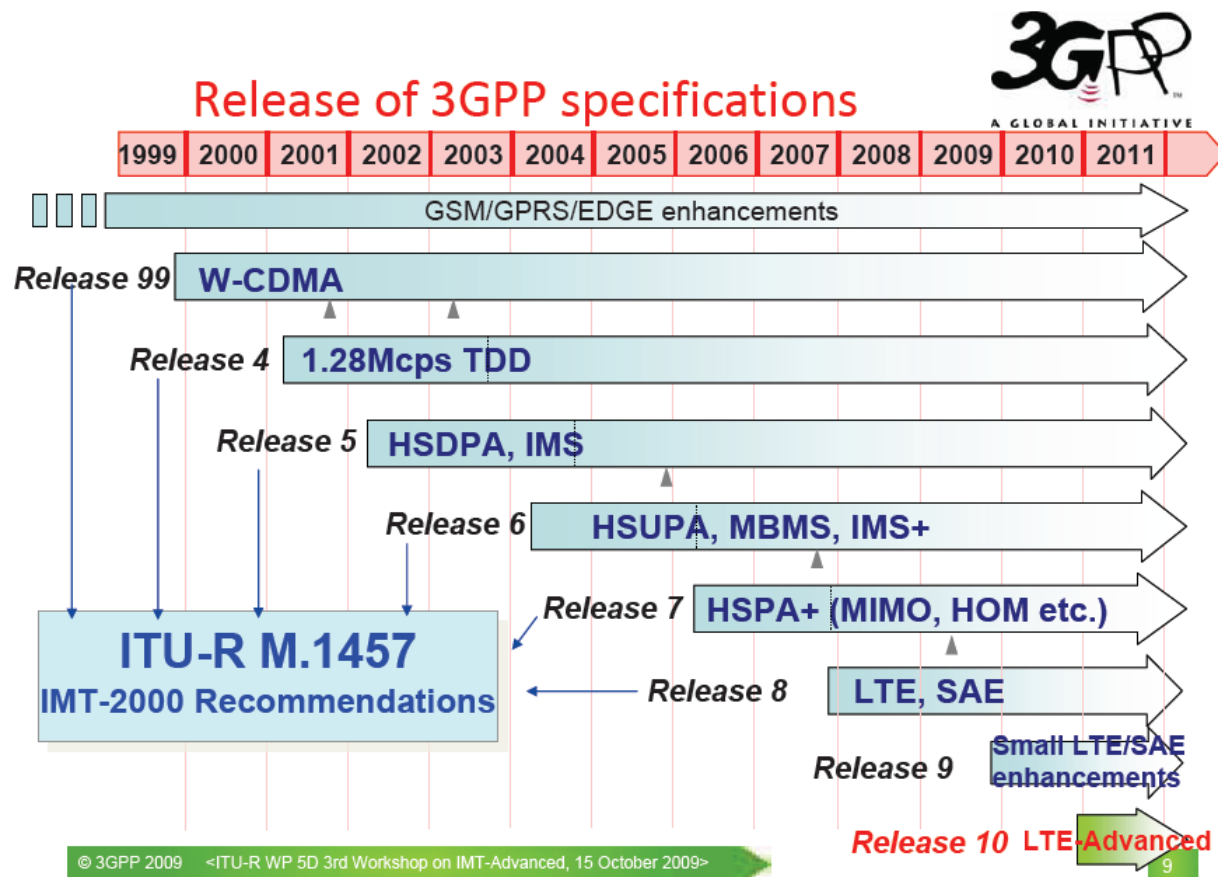 3GPP
TM
A GLOBAL INITIATIVE
Release of 3GPP specifications
1999 2000 2001 2002 2003 2004 2005 2006 2007 2008 2009 2010 2011
GSM/GPRS/EDGE enhancements
Release 99 W-CDMA
Release 4 1.28Mcps TDD
Release 5 HSDPA, IMS
Release 6 HSUPA, MBMS, IMS+
Release 7 HSPA+ (MIMO, HOM etc.)
ITU-R M.1457
IMT-2000 Recommendations
Release 8 LTE, SAE
Release 9 Small LTE/SAE
enhancements
Release 10 LTE-Advanced
© 3GPP 2009 <ITU-R WP 5D 3rd Workshop on IMT-Advanced, 15 October 2009> 9